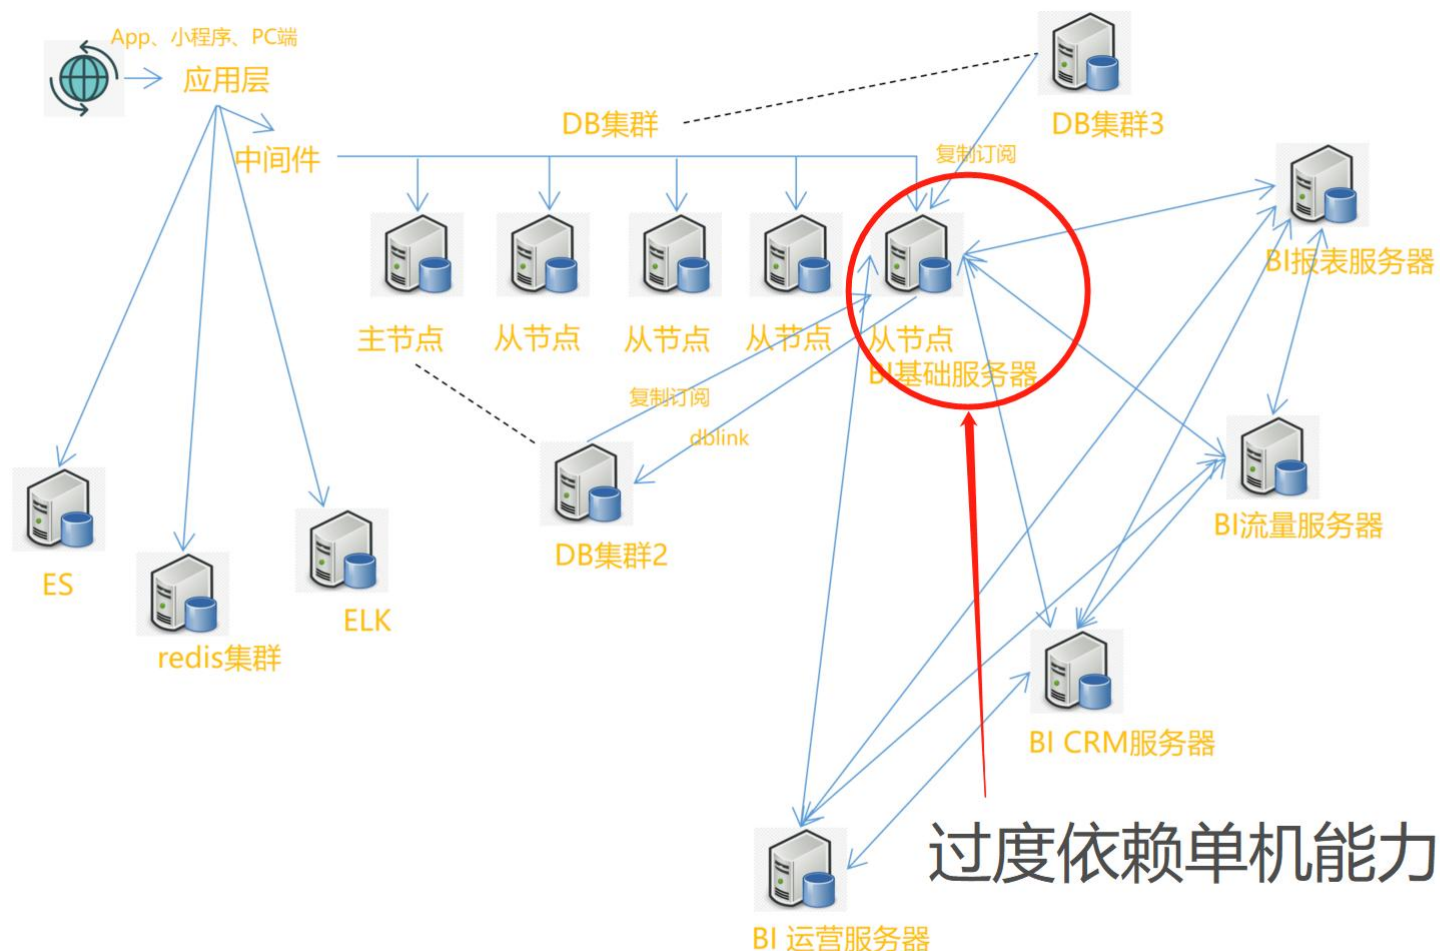 App、小程序、PC端
应用层
中间件
DB集群
DB集群3
复制订阅
BI报表服务器
主节点
从节点
从节点
从节点
从节点
BI基础服务器
复制订阅
dblink
DB集群2
BI流量服务器
ES
redis集群
ELK
BI CRM服务器
过度依赖单机能力
BI 运营服务器